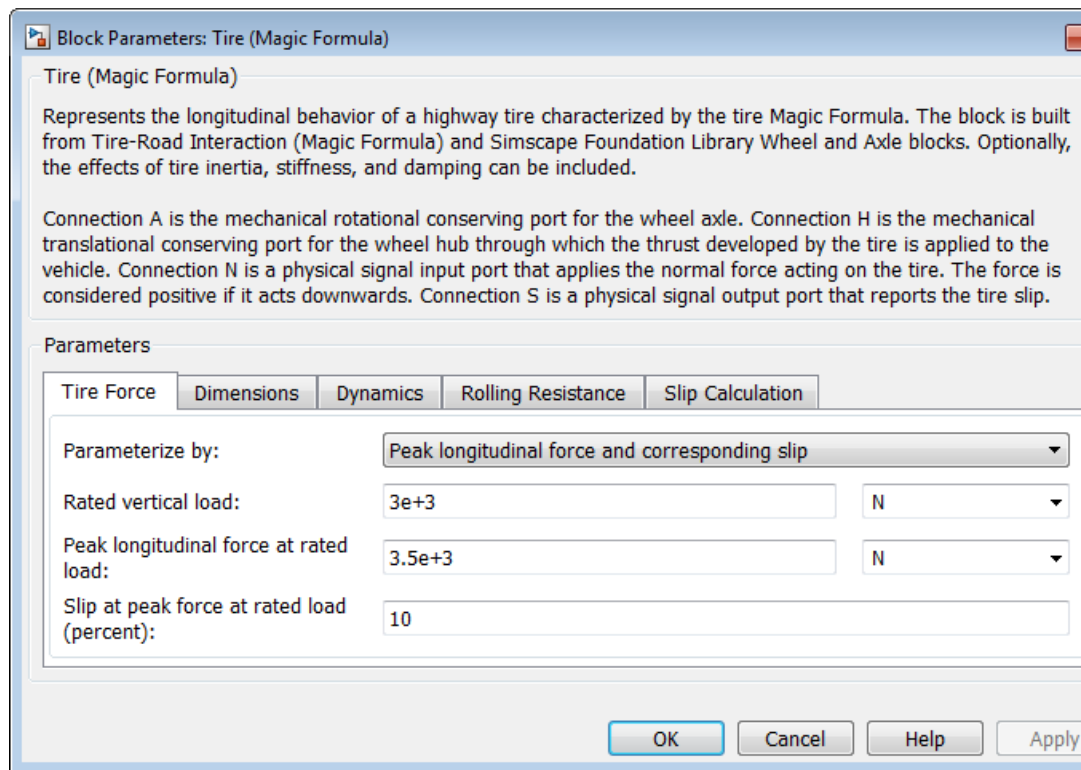 Block Parameters: Tire (Magic Formula)
Tire (Magic Formula)
Represents the longitudinal behavior of a highway tire characterized by the tire Magic Formula. The block is built
from Tire-Road Interaction (Magic Formula) and Simscape Foundation Library Wheel and Axle blocks. Optionally,
the effects of tire inertia, stiffness, and damping can be included.
Connection A is the mechanical rotational conserving port for the wheel axle. Connection H is the mechanical
translational conserving port for the wheel hub through which the thrust developed by the tire is applied to the
vehicle. Connection N is a physical signal input port that applies the normal force acting on the tire. The force is
considered positive if it acts downwards. Connection S is a physical signal output port that reports the tire slip.
Parameters
Tire Force Dimensions Dynamics Rolling Resistance Slip Calculation
Parameterize by: Peak longitudinal force and corresponding slip
Rated vertical load: 3e+3 N
Peak longitudinal force at rated
load: 3.5e+3 N
Slip at peak force at rated load
(percent): 10
OK Cancel Help Apply